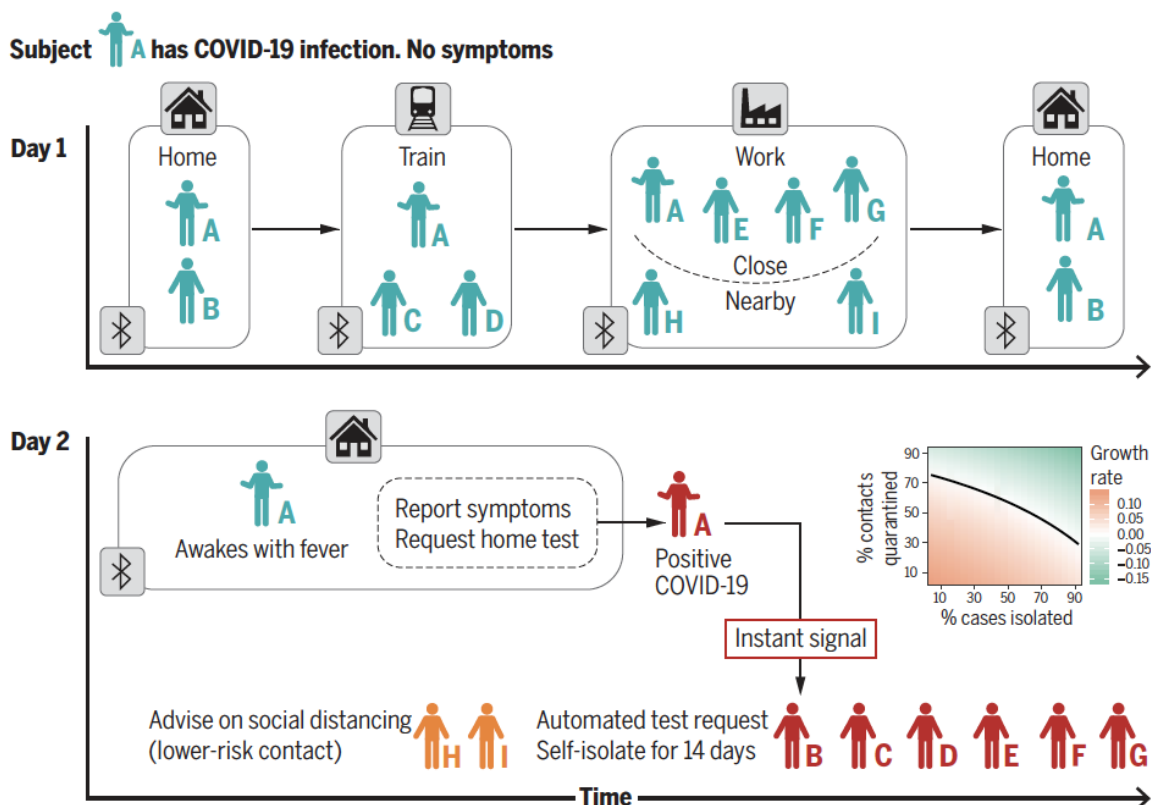 Subject A has COVID-19 infection. No symptoms
Day 1
Home
A
B
Train
A
C
D
Work
A
E
F
G
Close
Nearby
H
I
Home
A
B
Day 2
A
Awakes with fever
Report symptoms
Request home test
A
Positive
COVID-19
Instant signal
% contacts
quarantined
90
70
50
30
10
10 30 50 70 90
% cases isolated
Growth
rate
0.10
0.05
0.00
–0.05
–0.10
–0.15
Advise on social distancing
(lower-risk contact)
H
I
Automated test request
Self-isolate for 14 days
B
C
D
E
F
G
Time